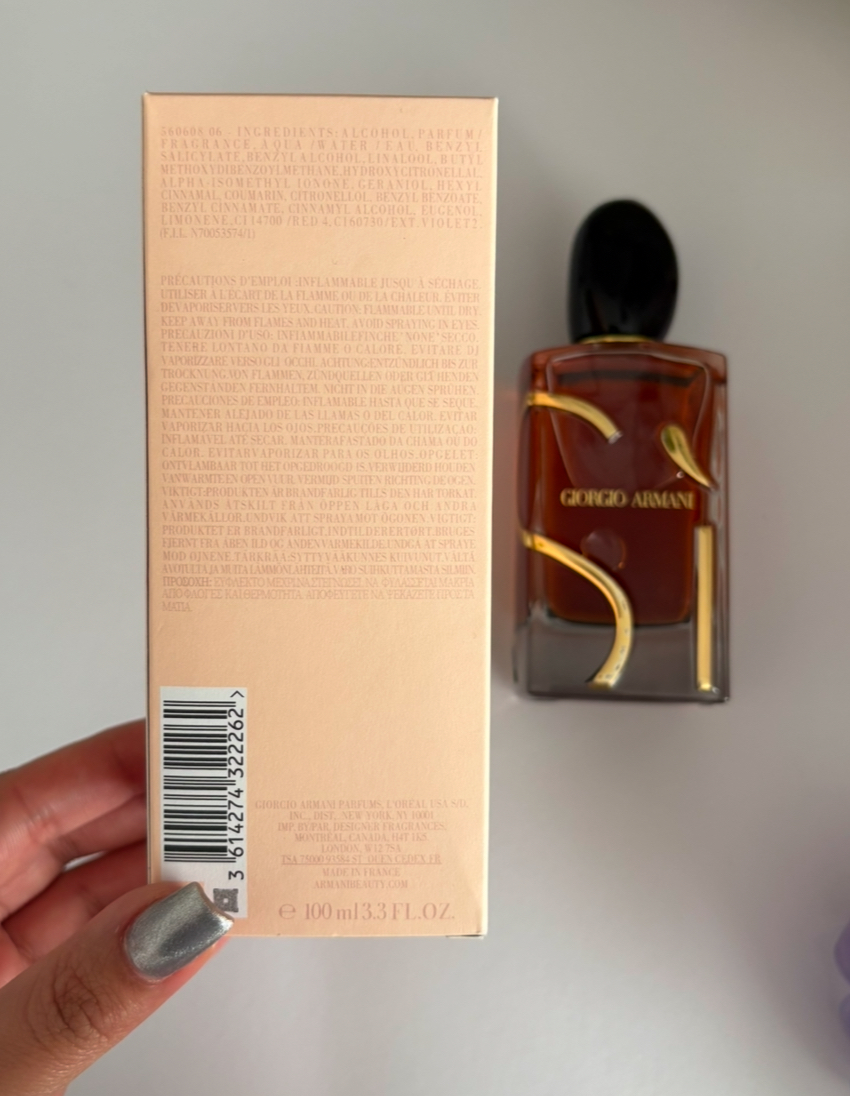 560608 06 - INGREDIENTS: ALCOHOL, PARFUM /
FRAGRANCE, AQUA / WATER / EAU, BENZYL
SALICYLATE, BENZYL ALCOHOL, LINALOOL, BUTYL
METHOXYDIBENZOYLMETHANE, HYDROXYCITRONELLAL,
ALPHA-ISOMETHYL IONONE, GERANIOL, HEXYL
CINNAMAL, COUMARIN, CITRONELLOL, BENZYL BENZOATE,
BENZYL CINNAMATE, CINNAMYL ALCOHOL, EUGENOL,
LIMONENE, CI 14700 / RED 4, C160730 / EXT. VIOLET 2.
(F.I.L. N70053574/1)
PRÉCAUTIONS D'EMPLOI :INFLAMMABLE JUSQU'À SÉCHAGE.
UTILISER À L'ÉCART DE LA FLAMME OU DE LA CHALEUR. ÉVITER
DE VAPORISER VERS LES YEUX. CAUTION: FLAMMABLE UNTIL DRY.
KEEP AWAY FROM FLAMES AND HEAT, AVOID SPRAYING IN EYES.
PRECAUZIONI D'USO: INFIAMMABILE FINCHE' "NONE" SECCO.
TENERE LONTANO DA FIAMME O CALORE. EVITARE DI
VAPORIZZARE VERSO GLI OCCHI. ACHTUNG: ENTZÜNDLICH BIS ZUR
TROCKNUNG. VON FLAMMEN, ZÜNDQUELLEN ODER GLÜHENDEN
GEGENSTÄNDEN FERNHALTEN. NICHT IN DIE AUGEN SPRÜHEN.
PRECAUCIONES DE EMPLEO: INFLAMABLE HASTA QUE SE SEQUE.
MANTENER ALEJADO DE LAS LLAMAS O DEL CALOR. EVITAR
VAPORIZAR HACIA LOS OJOS. PRECAUÇÕES DE UTILIZAÇAO:
INFLAMAVEL ATÉ SECAR. MANTER AFASTADO DA CHAMA OU DO
CALOR. EVITAR VAPORIZAR PARA OS OLHOS. OPGELET:
ONTVLAMBAAR TOT HET OPGEDROOGD IS. VERWIJDERD HOUDEN
VAN WARMTE EN OPEN VUUR. VERMIJD SPUITEN RICHTING DE OGEN.
VIKTIGT: PRODUKTEN ÄR BRANDFARLIG TILLS DEN HAR TORKAT.
ANVÄNDS ÅTSKILT FRÅN ÖPPEN LÅGA OCH ANDRA
VÄRMEKÄLLOR. UNDVIK ATT SPRAYA MOT ÖGONEN. VIGTIGT:
PRODUKTET ER BRANDFARLIGT, INDTIL DER ER TØRT. BRUGES
FJERNT FRA ÅBEN ILD OG ANDEN VARMEKILDE. UNDGÅ AT SPRAYE
MOD ØJNENE. TÄRKEÄÄ: SYTTYVÄÄ KUNNES KUIVUNUT. VÄLTÄ
AVOTULTA JA MUITA LÄMMÖNLÄHTEITÄ. VARO SUIHKUTTAMASTA SILMIIN.
ΠΡΟΣΟΧΗ: ΕΥΦΛΕΚΤΟ ΜΕΧΡΙ ΝΑ ΣΤΕΓΝΩΣΕΙ. ΝΑ ΦΥΛΑΣΣΕΤΑΙ ΜΑΚΡΙΑ
ΑΠΟ ΦΛΟΓΕΣ ΚΑΙ ΘΕΡΜΟΤΗΤΑ. ΑΠΟΦΕΥΓΕΤΕ ΝΑ ΨΕΚΑΖΕΤΕ ΠΡΟΣ ΤΑ
ΜΑΤΙΑ.
3 614274 322262 >
GIORGIO ARMANI PARFUMS, L'ORÉAL USA S/D,
INC., DIST., NEW YORK, NY 10001
IMP. BY/PAR. DESIGNER FRAGRANCES,
MONTRÉAL, CANADA, H4T 1K5.
LONDON, W12 7SA
TSA 75000 93584 ST OUEN CEDEX FR
MADE IN FRANCE
ARMANIBEAUTY.COM
℮ 100 ml 3.3 FL.OZ.
GIORGIO ARMANI
SÌ